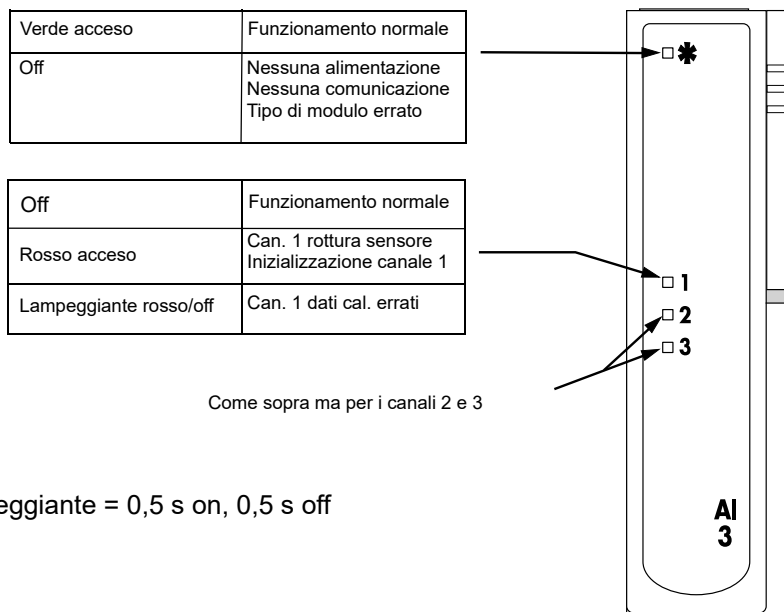 Verde acceso Funzionamento normale
Off Nessuna alimentazione
Nessuna comunicazione
Tipo di modulo errato
Off Funzionamento normale
Rosso acceso Can. 1 rottura sensore
Inizializzazione canale 1
Lampeggiante rosso/off Can. 1 dati cal. errati
Come sopra ma per i canali 2 e 3
= 0,5 s on, 0,5 s off
✱
1
2
3
AI
3